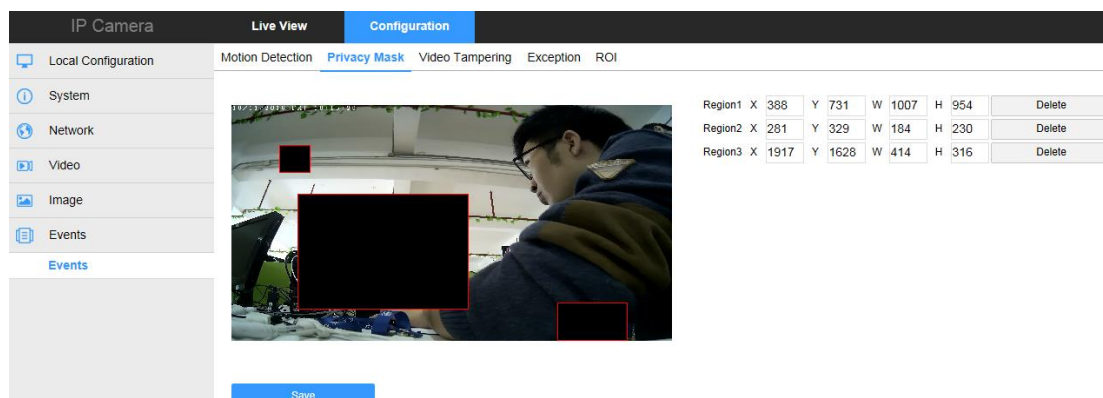 IP Camera Live View Configuration
Local Configuration
System
Network
Video
Image
Events
Events
Motion Detection Privacy Mask Video Tampering Exception ROI
Region1 X 388 Y 731 W 1007 H 954 Delete
Region2 X 281 Y 329 W 184 H 230 Delete
Region3 X 1917 Y 1628 W 414 H 316 Delete
Save